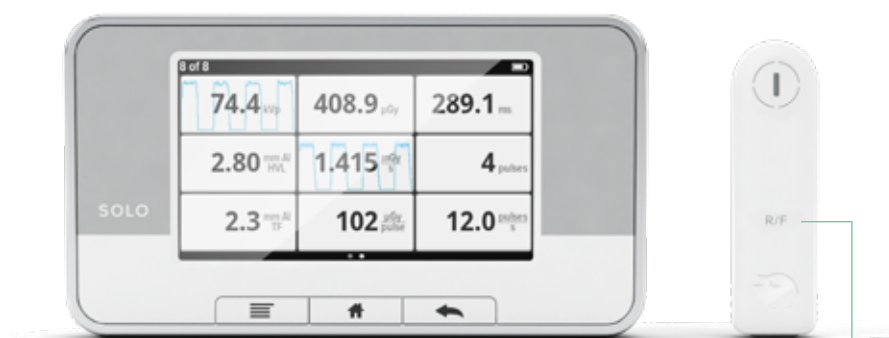 8 of 8
74.4 kVp
408.9 µGy
289.1 ms
2.80 mm Al HVL
1.415 mGy s
4 pulses
2.3 mm Al TF
102 µGy pulse
12.0 pulses s
SOLO
R/F